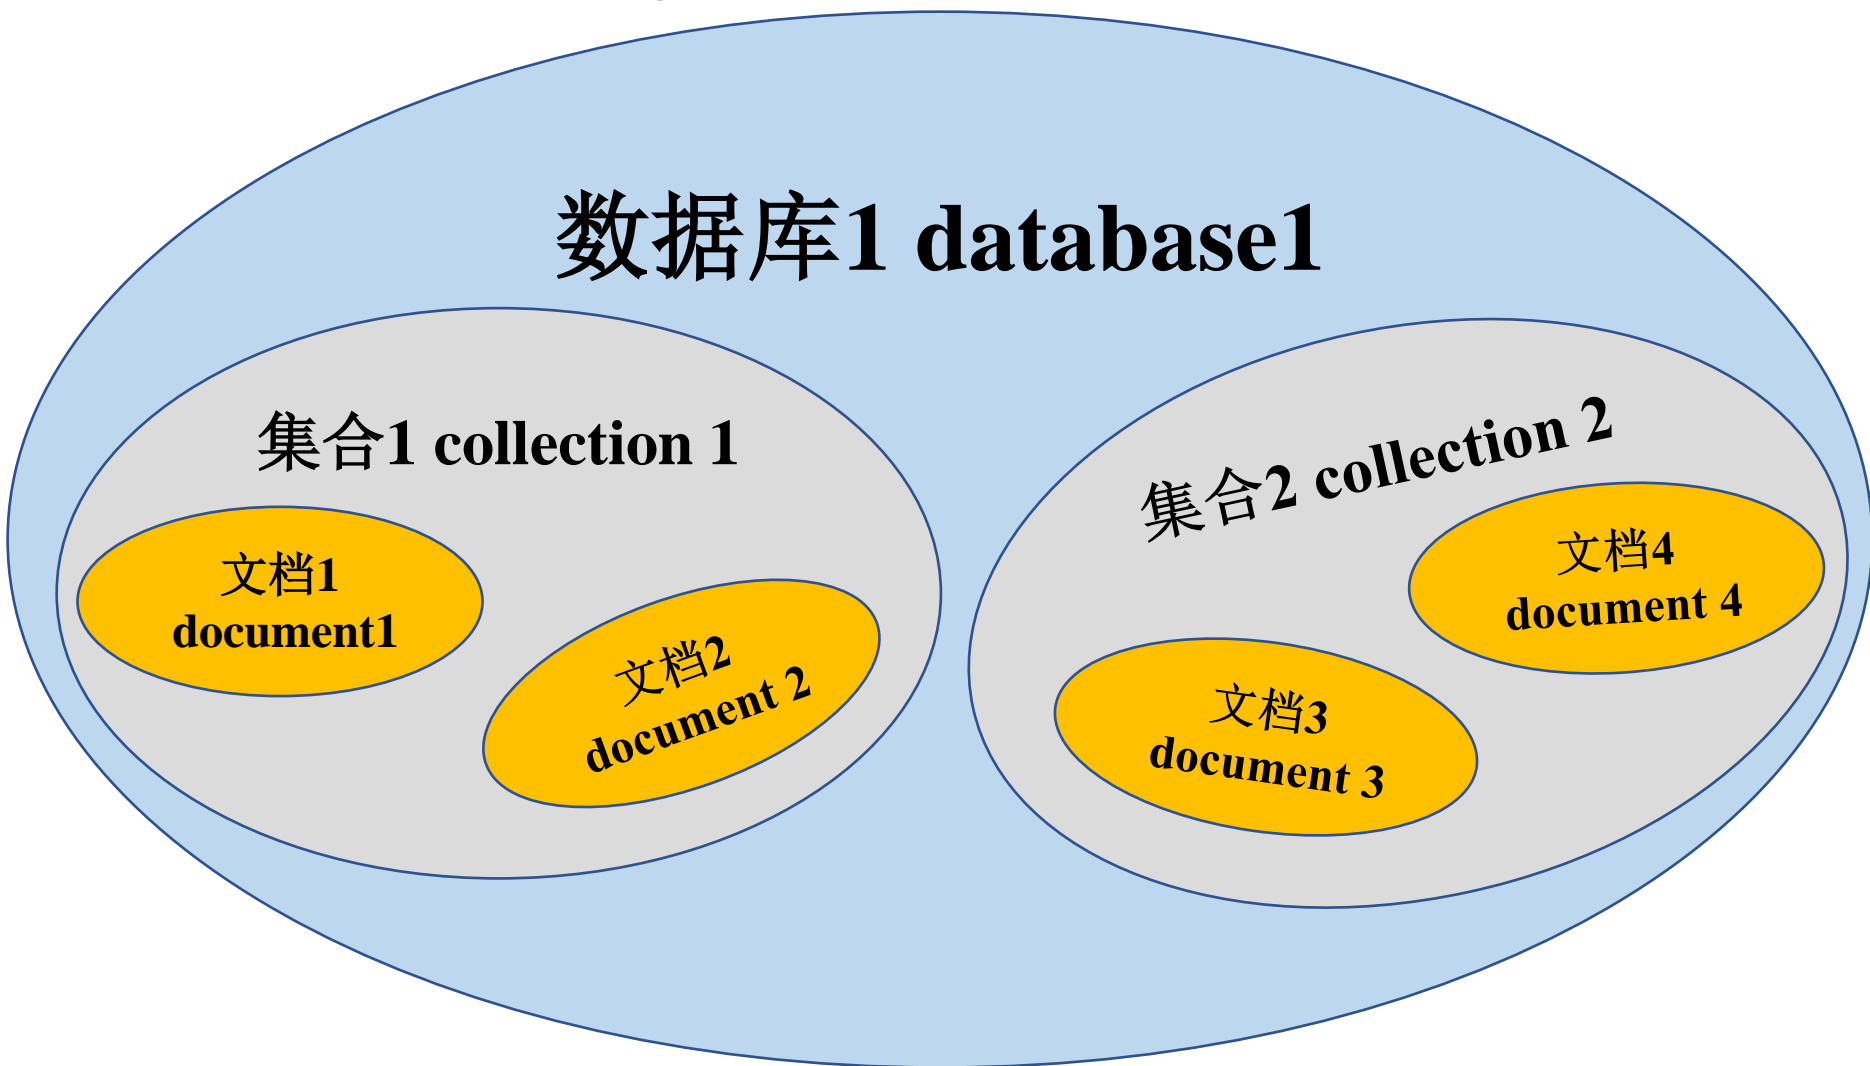 数据库1 database1
集合1 collection 1
文档1
document1
文档2
document 2
集合2 collection 2
文档4
document 4
文档3
document 3